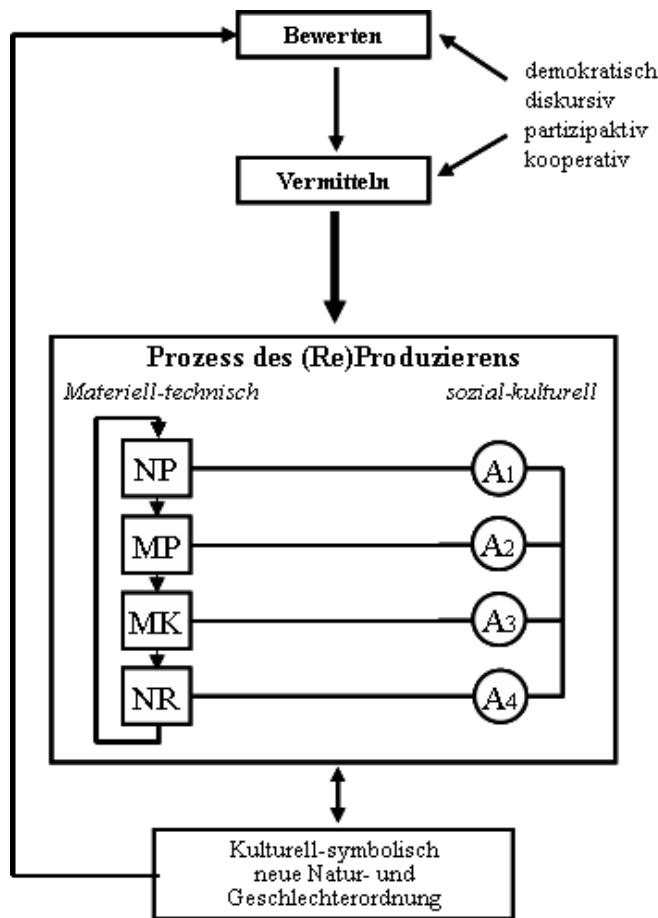 Bewerten
demokratisch
diskursiv
partizipaktiv
kooperativ
Vermitteln
Prozess des (Re)Produzierens
Materiell-technisch sozial-kulturell
NP A1
MP A2
MK A3
NR A4
Kulturell-symbolisch
neue Natur- und
Geschlechterordnung